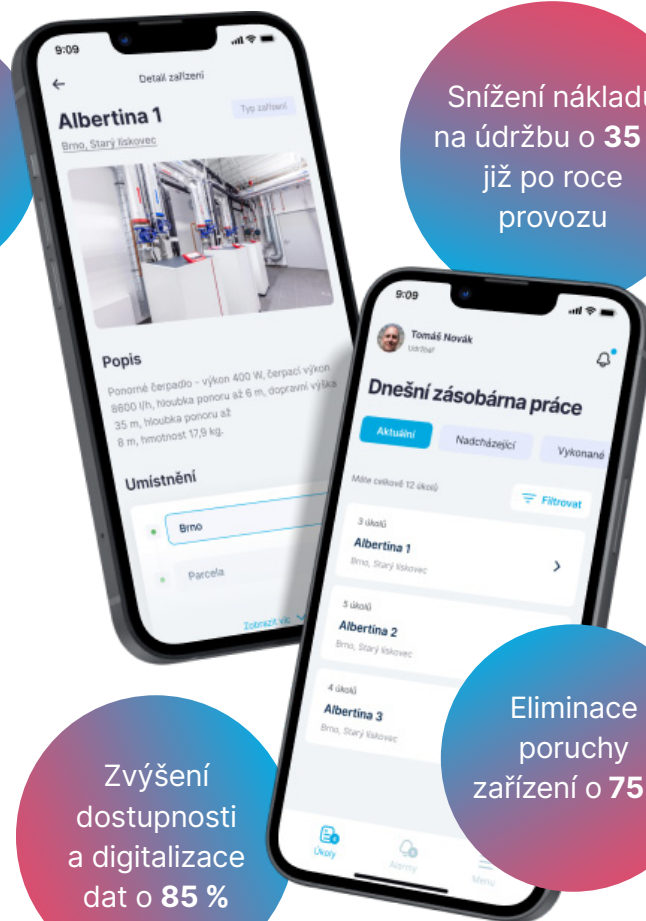 9:09
Detail zařízení
Albertina 1
Typ zařízení
Brno, Starý lískovec
Popis
Ponorné čerpadlo - výkon 400 W, čerpací výkon
8600 l/h, hloubka ponoru až 6 m, dopravní výška
35 m, hloubka ponoru až
8 m, hmotnost 17,9 kg.
Umístnění
Brno
Parcela
Zobrazit víc
Snížení nákladů
na údržbu o 35
již po roce
provozu
9:09
Tomáš Novák
Údržbář
Dnešní zásobárna práce
Aktuální
Nadcházející
Vykonané
Máte celkově 12 úkolů
Filtrovat
3 úkolů
Albertina 1
Brno, Starý lískovec
5 úkolů
Albertina 2
Brno, Starý lískovec
4 úkolů
Albertina 3
Brno, Starý lískovec
Úkoly
Alarmy
Menu
Eliminace
poruchy
zařízení o 75
Zvýšení
dostupnosti
a digitalizace
dat o 85 %